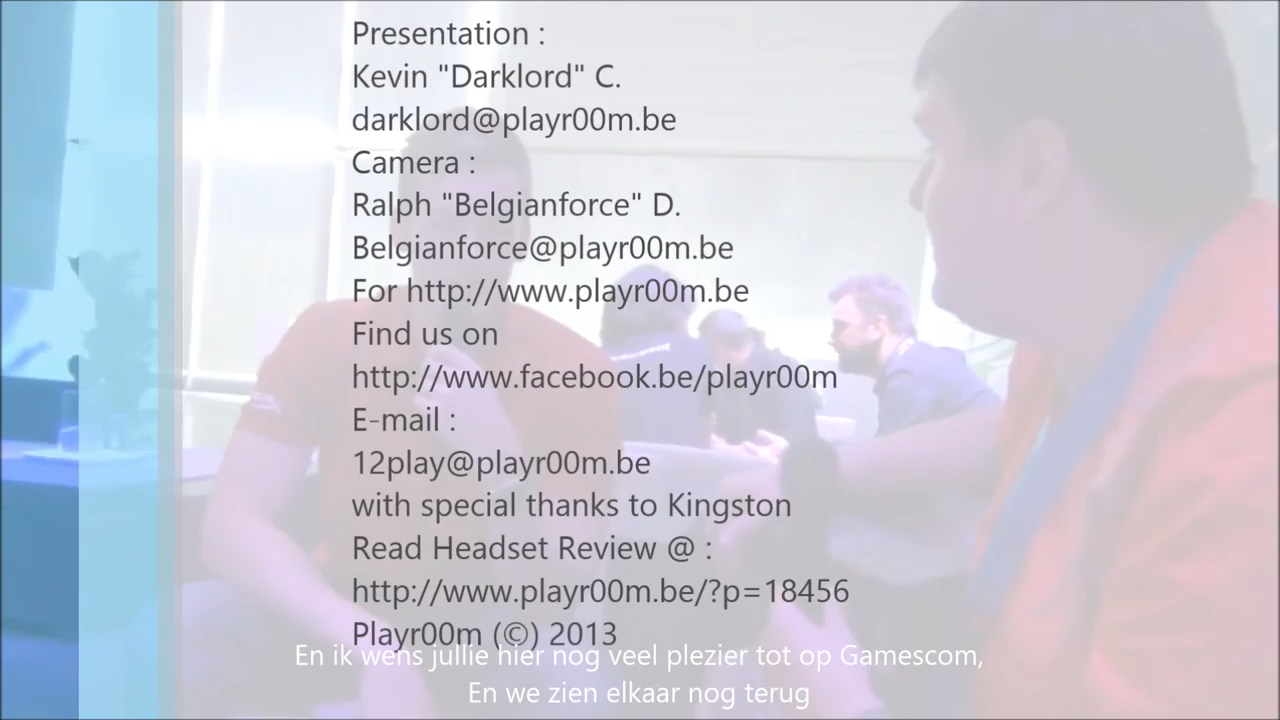 Presentation :
Kevin "Darklord" C.
darklord@playr00m.be
Camera :
Ralph "Belgianforce" D.
Belgianforce@playr00m.be
For http://www.playr00m.be
Find us on
http://www.facebook.be/playr00m
E-mail :
12play@playr00m.be
with special thanks to Kingston
Read Headset Review @ :
http://www.playr00m.be/?p=18456
Playr00m (©) 2013
En ik wens jullie hier nog veel plezier tot op Gamescom,
En we zien elkaar nog terug